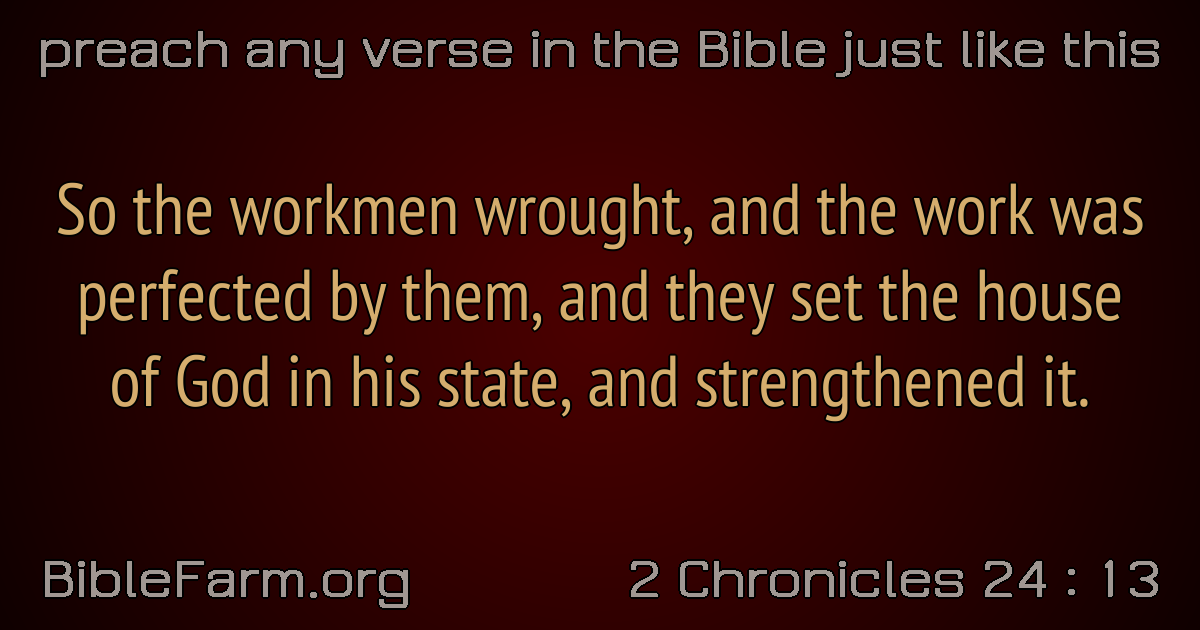 preach any verse in the Bible just like this
So the workmen wrought, and the work was
perfected by them, and they set the house
of God in his state, and strengthened it.
BibleFarm.org
2 Chronicles 24 : 13